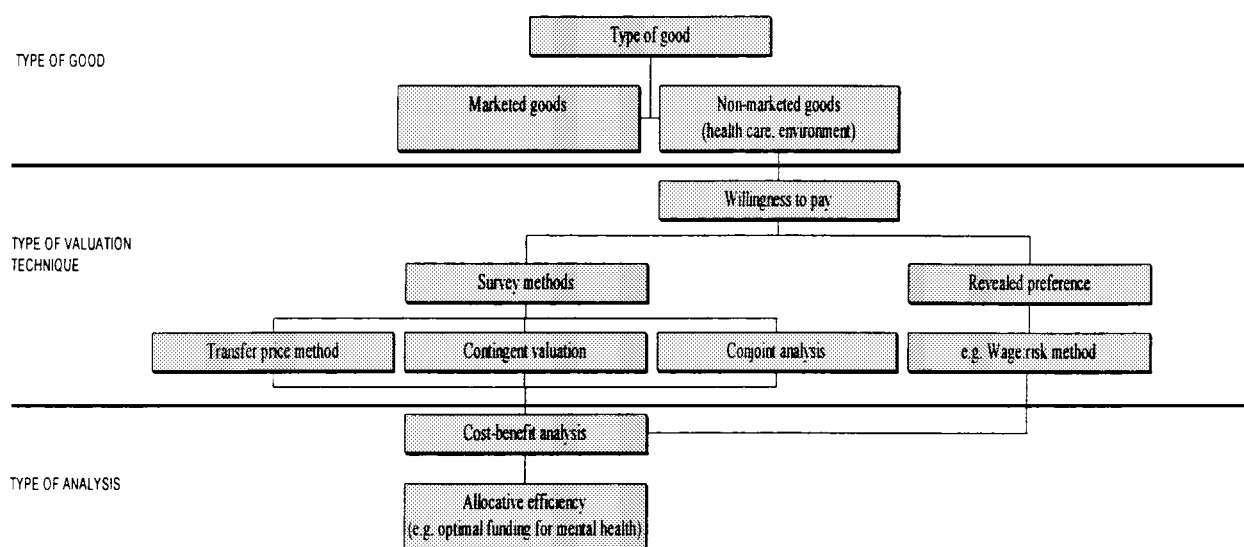 Type of good
TYPE OF GOOD
Marketed goods
Non-marketed goods
(health care, environment)
Willingness to pay
TYPE OF VALUATION
TECHNIQUE
Survey methods
Revealed preference
Transfer price method
Contingent valuation
Conjoint analysis
e.g. Wage:risk method
Cost-benefit analysis
TYPE OF ANALYSIS
Allocative efficiency
(e.g. optimal funding for mental health)